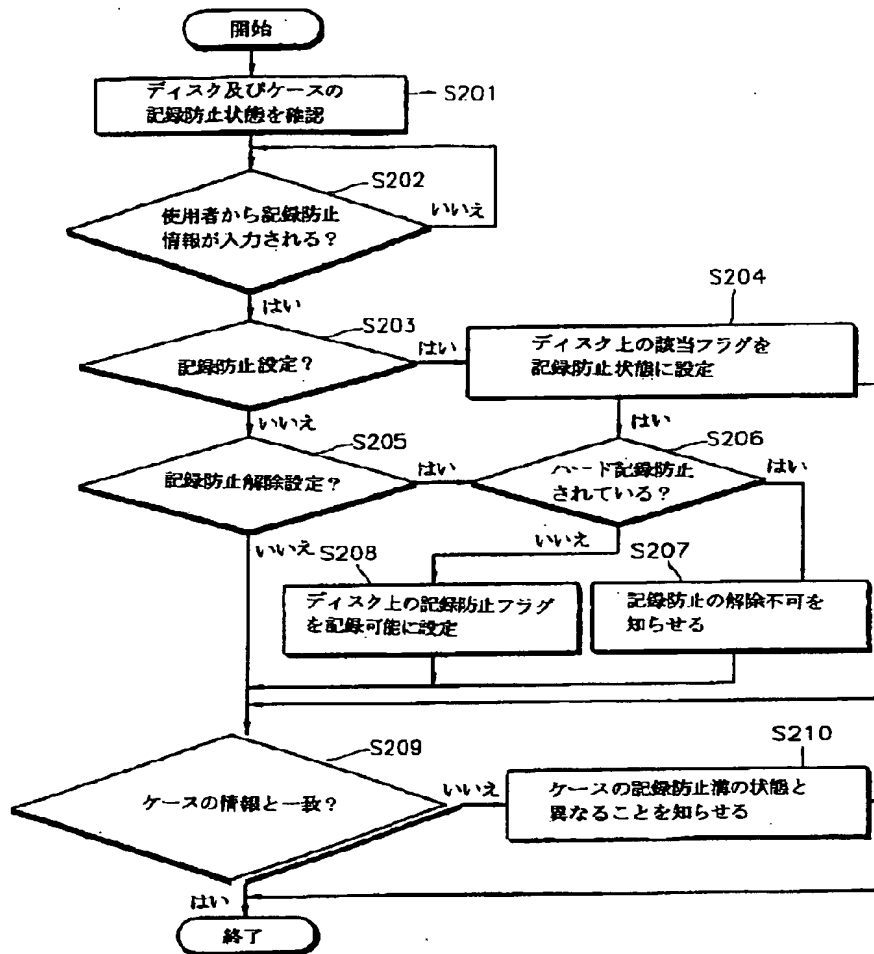 開始
ディスク及びケースの
記録防止状態を確認
S201
S202
使用者から記録防止
情報が入力される?
いいえ
はい
S203
記録防止設定?
はい
S204
ディスク上の該当フラグを
記録防止状態に設定
いいえ
はい
S205
記録防止解除設定?
はい
S206
ハード記録防止
されている?
はい
いいえ
いいえ
S208
ディスク上の記録防止フラグ
を記録可能に設定
S207
記録防止の解除不可を
知らせる
S209
ケースの情報と一致?
いいえ
S210
ケースの記録防止溝の状態と
異なることを知らせる
はい
終了